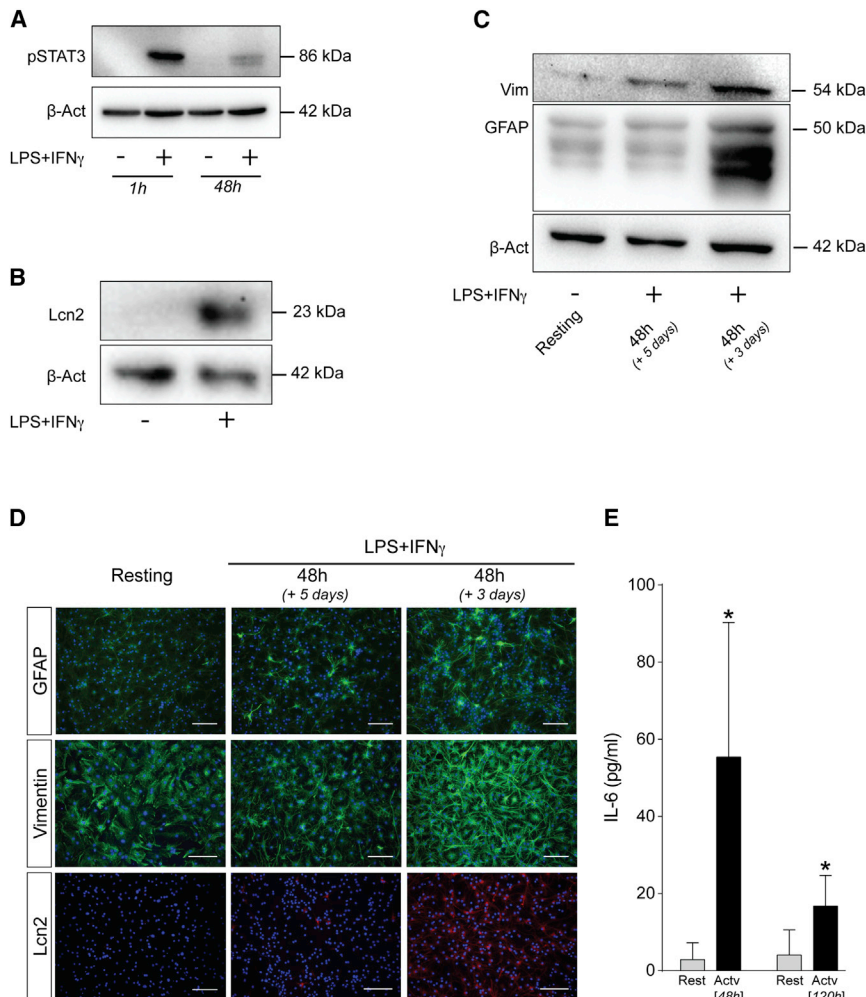 A
pSTAT3
86 kDa
β-Act
42 kDa
LPS+IFNγ - + - +
1h 48h
B
Lcn2
23 kDa
β-Act
42 kDa
LPS+IFNγ - +
C
Vim
54 kDa
GFAP
50 kDa
β-Act
42 kDa
LPS+IFNγ - + +
Resting 48h 48h
(+ 5 days) (+ 3 days)
D
LPS+IFNγ
Resting 48h 48h
(+ 5 days) (+ 3 days)
GFAP
Vimentin
Lcn2
E
IL-6 (pg/ml)
100
80
60
40
20
0
*
*
Rest Actv Rest Actv
[48h] [120h]